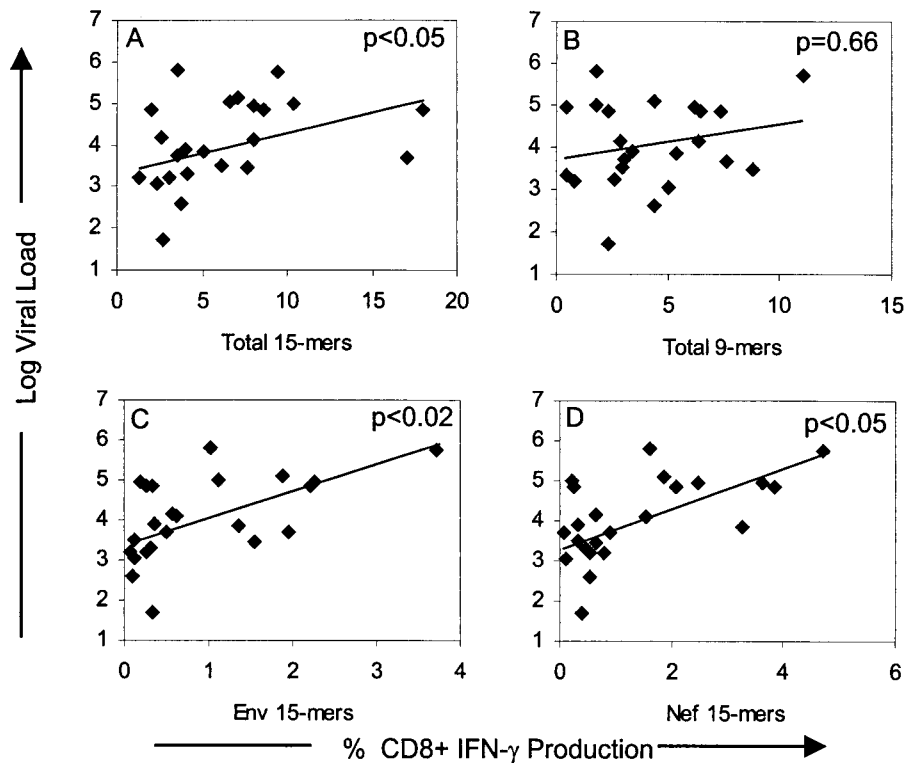 Log Viral Load
A
p<0.05
7
6
5
4
3
2
1
0 5 10 15 20
Total 15-mers
B
p=0.66
7
6
5
4
3
2
1
0 5 10 15
Total 9-mers
C
p<0.02
7
6
5
4
3
2
1
0 1 2 3 4
Env 15-mers
D
p<0.05
7
6
5
4
3
2
1
0 2 4 6
Nef 15-mers
% CD8+ IFN-γ Production